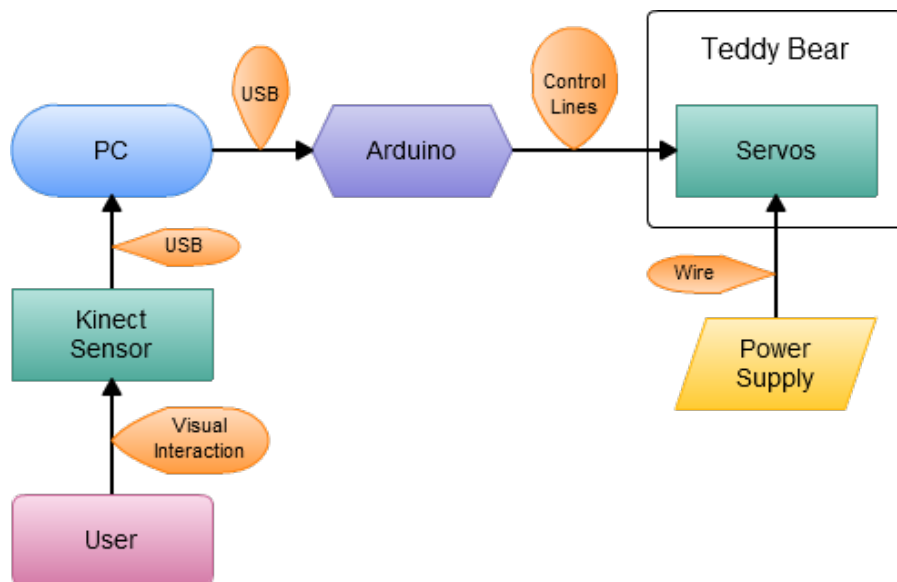 Teddy Bear
USB
Control
Lines
PC
Arduino
Servos
USB
Wire
Kinect
Sensor
Power
Supply
Visual
Interaction
User